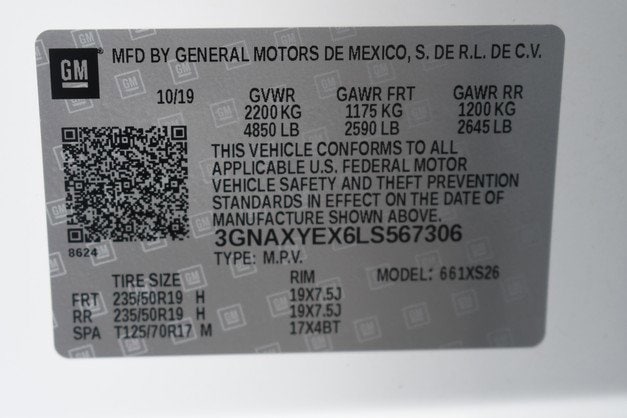 GM MFD BY GENERAL MOTORS DE MEXICO, S. DE R.L. DE C.V.
10/19 GVWR GAWR FRT GAWR RR
2200 KG 1175 KG 1200 KG
4850 LB 2590 LB 2645 LB
THIS VEHICLE CONFORMS TO ALL
APPLICABLE U.S. FEDERAL MOTOR
VEHICLE SAFETY AND THEFT PREVENTION
STANDARDS IN EFFECT ON THE DATE OF
MANUFACTURE SHOWN ABOVE.
3GNAXYEX6LS567306
8624
TYPE: M.P.V.
TIRE SIZE RIM MODEL: 661XS26
FRT 235/50R19 H 19X7.5J
RR 235/50R19 H 19X7.5J
SPA T125/70R17 M 17X4BT